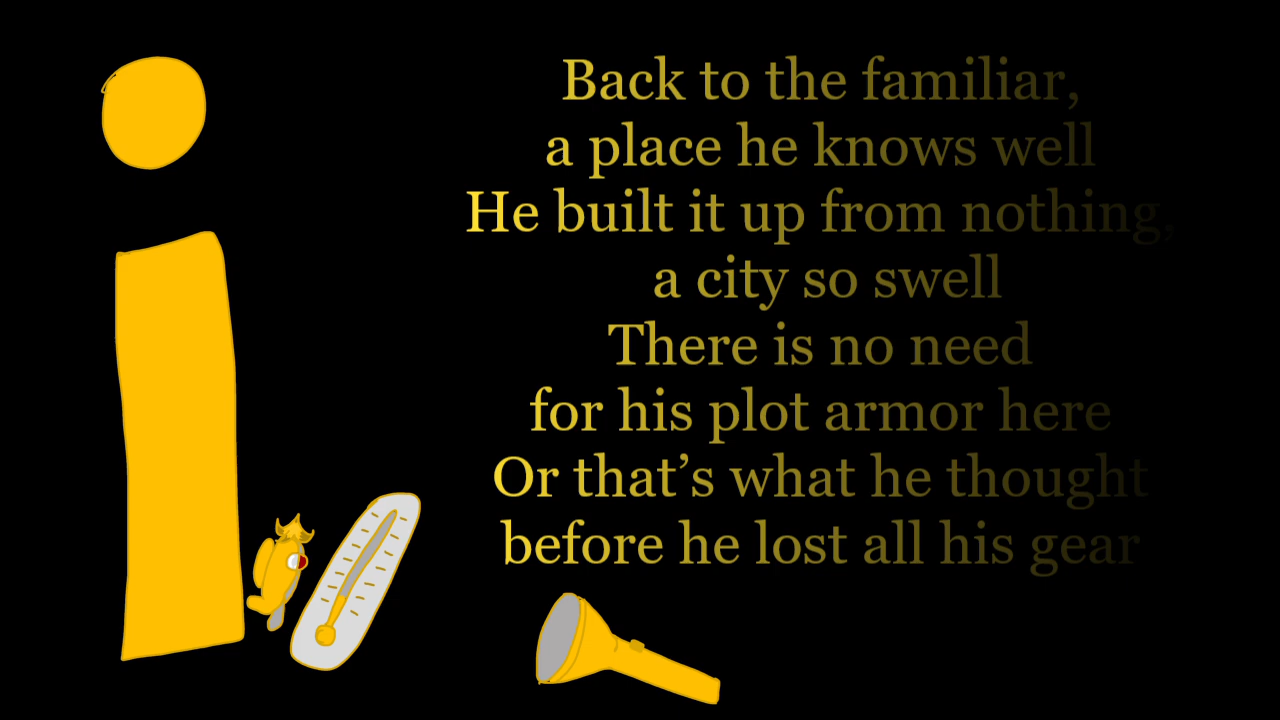 i
Back to the familiar,
a place he knows well
He built it up from nothing,
a city so swell
There is no need
for his plot armor here
Or that’s what he thought
before he lost all his gear